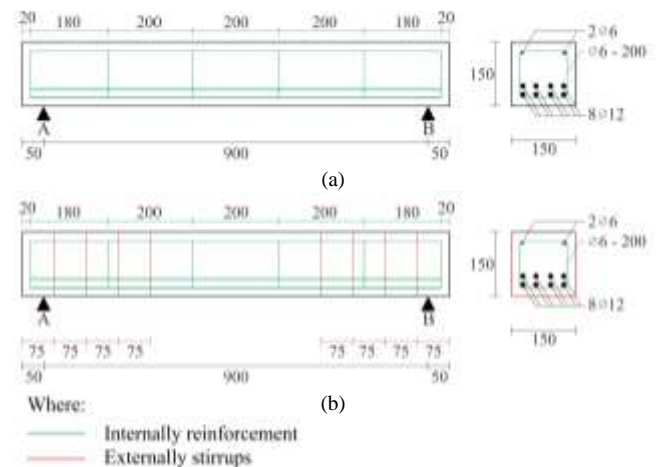 20 180 200 200 200 180 20
2∅6
∅6 - 200
150
8∅12
A B
150
50 900 50
(a)
20 180 200 200 200 180 20
2∅6
∅6 - 200
150
8∅12
A B
75 75 75 75 75 75 75 75
150
50 900 50
(b)
Where:
Internally reinforcement
Externally stirrups